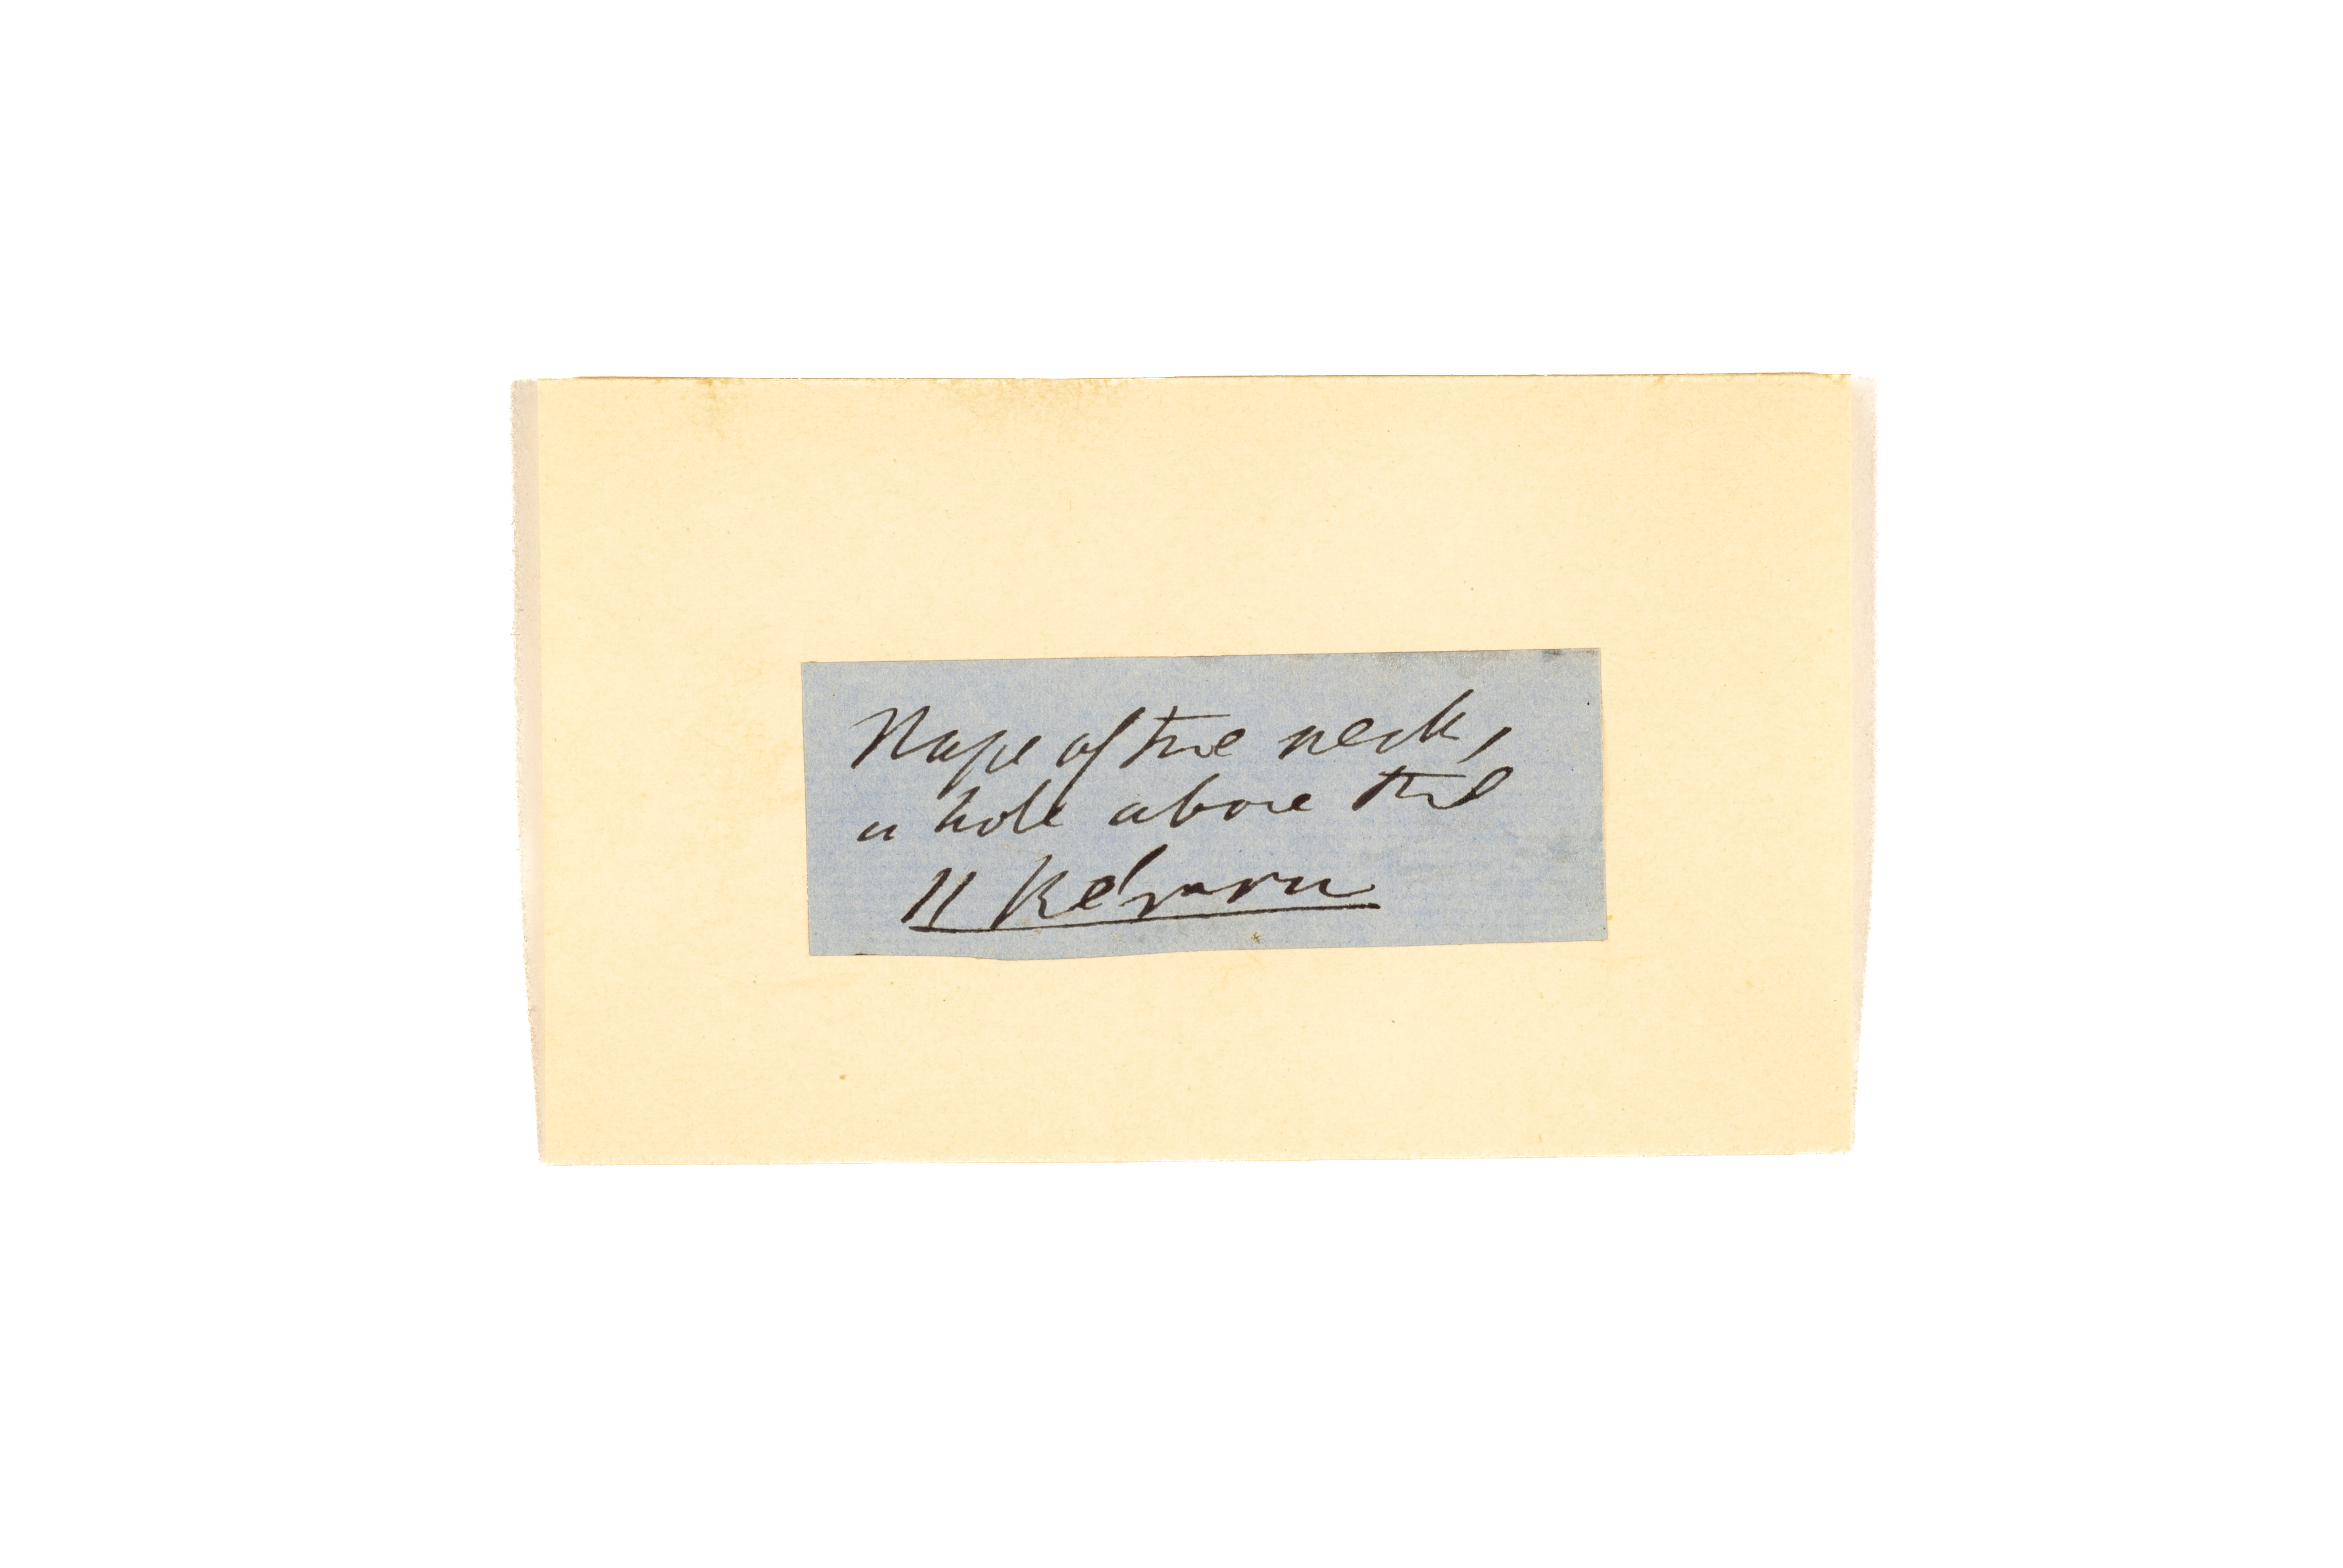 Nape of the neck,
a hole above the